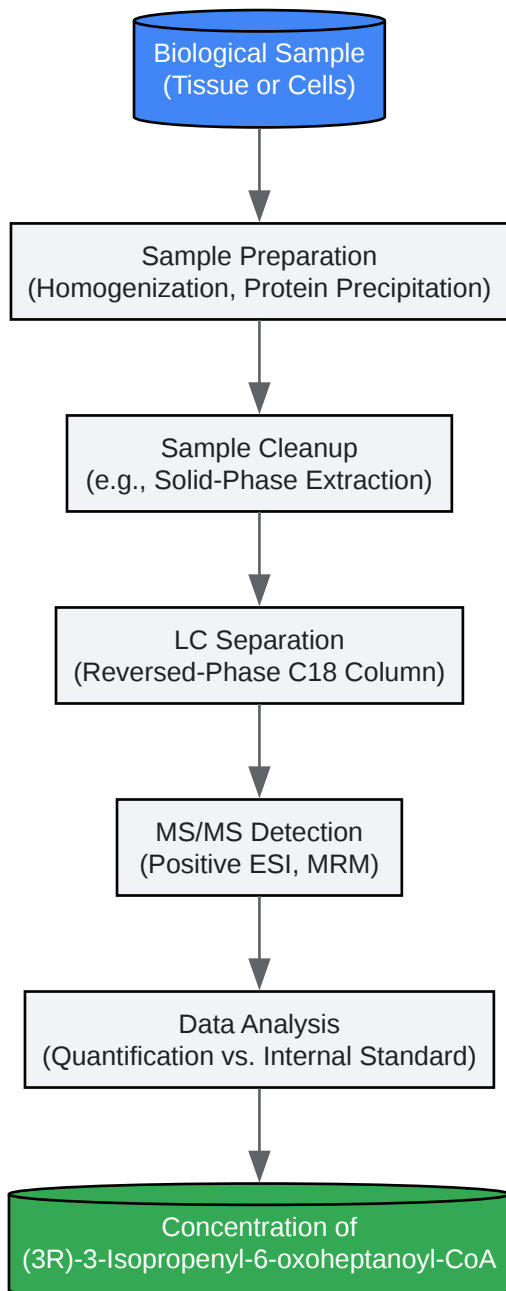 Biological Sample
(Tissue or Cells)
Sample Preparation
(Homogenization, Protein Precipitation)
Sample Cleanup
(e.g., Solid-Phase Extraction)
LC Separation
(Reversed-Phase C18 Column)
MS/MS Detection
(Positive ESI, MRM)
Data Analysis
(Quantification vs. Internal Standard)
Concentration of
(3R)-3-Isopropenyl-6-oxoheptanoyl-CoA